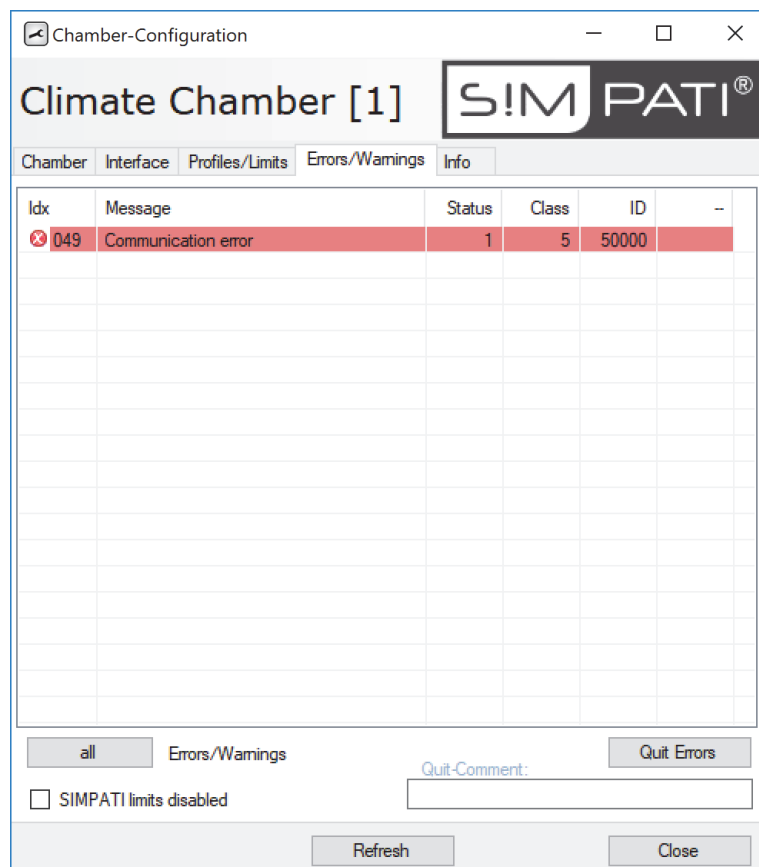 Chamber-Configuration
Climate Chamber [1]
S!MPATI®
Chamber Interface Profiles/Limits Errors/Warnings Info
Idx Message Status Class ID --
049 Communication error 1 5 50000
all Errors/Warnings Quit Errors
Quit-Comment:
SIMPATI limits disabled
Refresh Close